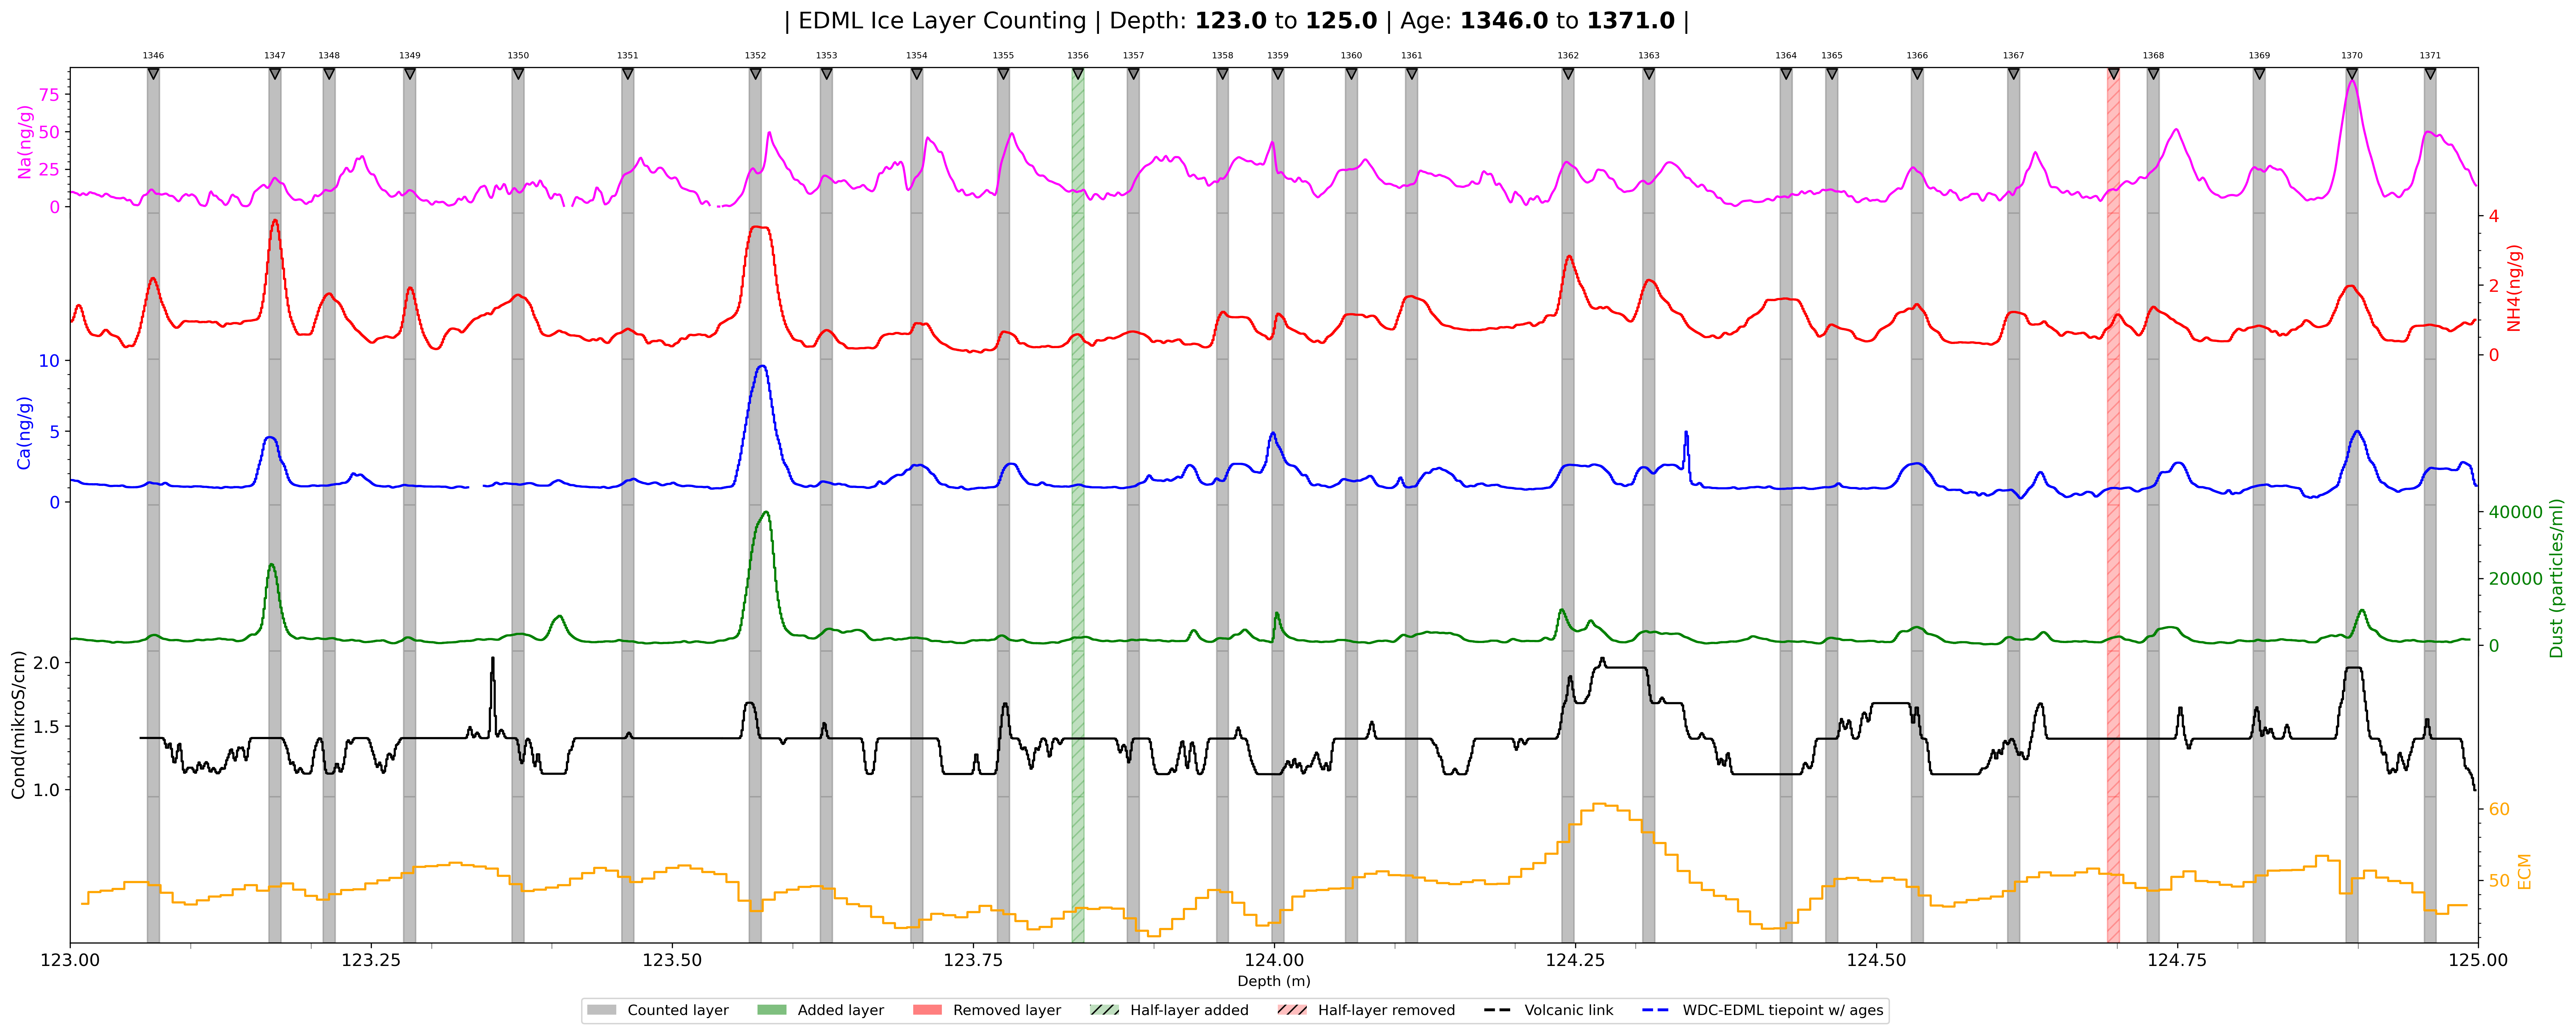 | EDML Ice Layer Counting | Depth: 123.0 to 125.0 | Age: 1346.0 to 1371.0 |
1346 1347 1348 1349 1350 1351 1352 1353 1354 1355 1356 1357 1358 1359 1360 1361 1362 1363 1364 1365 1366 1367 1368 1369 1370 1371
Na(ng/g)
75
50
25
0
NH4(ng/g)
4
2
0
Ca(ng/g)
10
5
0
Dust (particles/ml)
40000
20000
0
Cond(mikroS/cm)
2.0
1.5
1.0
ECM
60
50
123.00 123.25 123.50 123.75 124.00 124.25 124.50 124.75 125.00
Depth (m)
Counted layer Added layer Removed layer Half-layer added Half-layer removed Volcanic link WDC-EDML tiepoint w/ ages